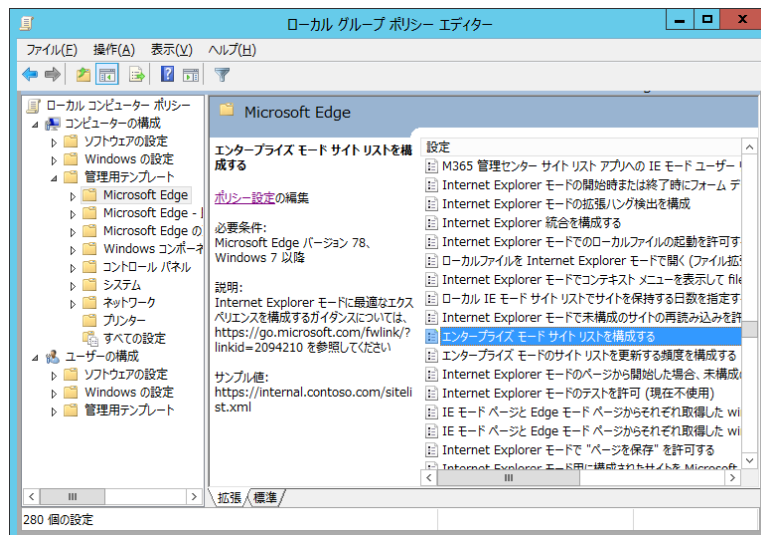 ローカル グループ ポリシー エディター
ファイル(F) 操作(A) 表示(V) ヘルプ(H)
ローカル コンピューター ポリシー
コンピューターの構成
ソフトウェアの設定
Windows の設定
管理用テンプレート
Microsoft Edge
Microsoft Edge -
Microsoft Edge の
Windows コンポーネ
コントロール パネル
システム
ネットワーク
プリンター
すべての設定
ユーザーの構成
ソフトウェアの設定
Windows の設定
管理用テンプレート
Microsoft Edge
エンタープライズ モード サイト リストを構
成する
ポリシー設定の編集
必要条件:
Microsoft Edge バージョン 78、
Windows 7 以降
説明:
Internet Explorer モードに最適なエクス
ペリエンスを構成するガイダンスについては、
https://go.microsoft.com/fwlink/?
linkid=2094210 を参照してください
サンプル値:
https://internal.contoso.com/siteli
st.xml
設定
M365 管理センター サイト リスト アプリへの IE モード ユーザー
Internet Explorer モードの開始時または終了時にフォーム デ
Internet Explorer モードの拡張ハング検出を構成
Internet Explorer 統合を構成する
Internet Explorer モードでのローカルファイルの起動を許可す
ローカルファイルを Internet Explorer モードで開く (ファイル拡
Internet Explorer モードでコンテキスト メニューを表示して file
ローカル IE モード サイト リストでサイトを保持する日数を指定す
Internet Explorer モードで未構成のサイトの再読み込みを許
エンタープライズ モード サイト リストを構成する
エンタープライズ モードのサイト リストを更新する頻度を構成する
Internet Explorer モードのページから開始した場合、未構成
Internet Explorer モードのテストを許可 (現在不使用)
IE モード ページと Edge モード ページからそれぞれ取得した wi
IE モード ページと Edge モード ページからそれぞれ取得した wi
Internet Explorer モードで "ページを保存" を許可する
Internet Explorer モード用に構成されたサイトを Microsoft
拡張 標準
280 個の設定